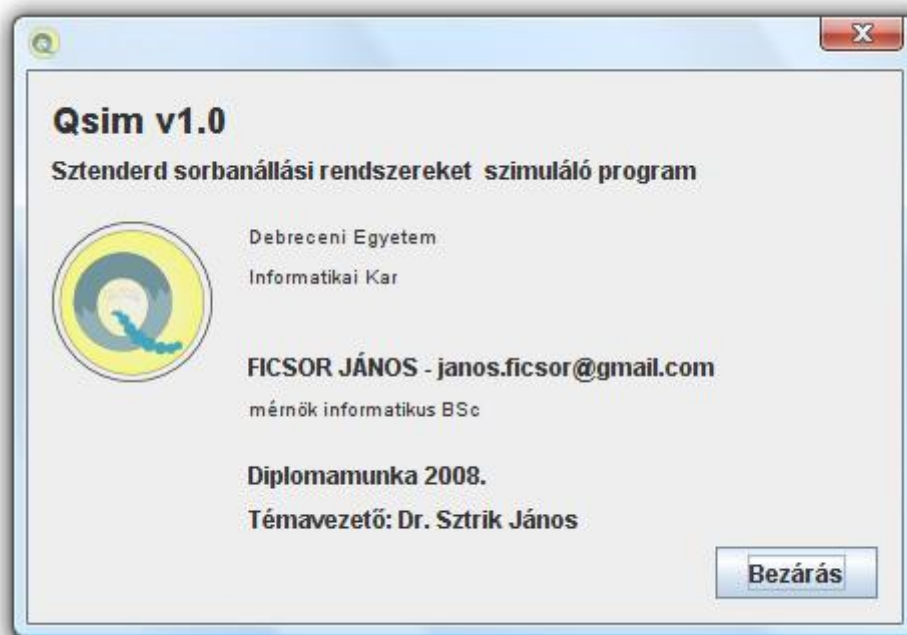 Qsim v1.0
Sztenderd sorbanállási rendszereket szimuláló program
Debreceni Egyetem
Informatikai Kar
FICSOR JÁNOS - janos.ficsor@gmail.com
mérnök informatikus BSc
Diplomamunka 2008.
Témavezető: Dr. Sztrik János
Bezárás